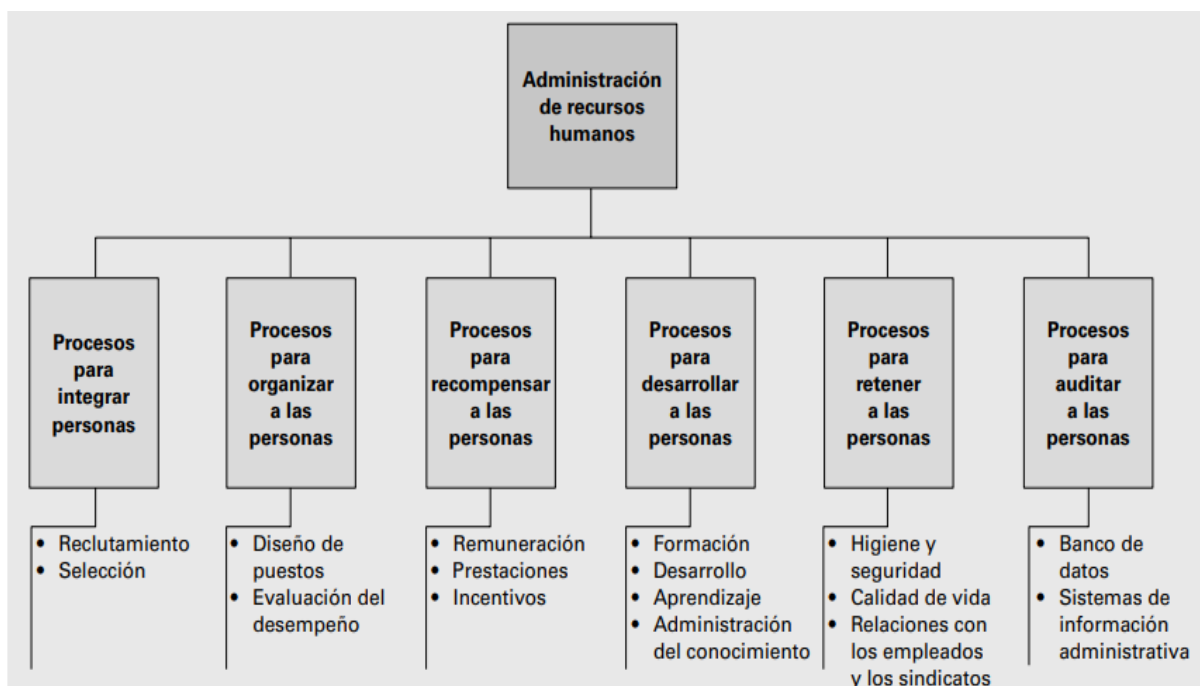 Administración
de recursos
humanos
Procesos
para
integrar
personas
Procesos
para
organizar
a las
personas
Procesos
para
recompensar
a las
personas
Procesos
para
desarrollar
a las
personas
Procesos
para
retener
a las
personas
Procesos
para
auditar
a las
personas
• Reclutamiento
• Selección
• Diseño de
puestos
• Evaluación del
desempeño
• Remuneración
• Prestaciones
• Incentivos
• Formación
• Desarrollo
• Aprendizaje
• Administración
del conocimiento
• Higiene y
seguridad
• Calidad de vida
• Relaciones con
los empleados
y los sindicatos
• Banco de
datos
• Sistemas de
información
administrativa